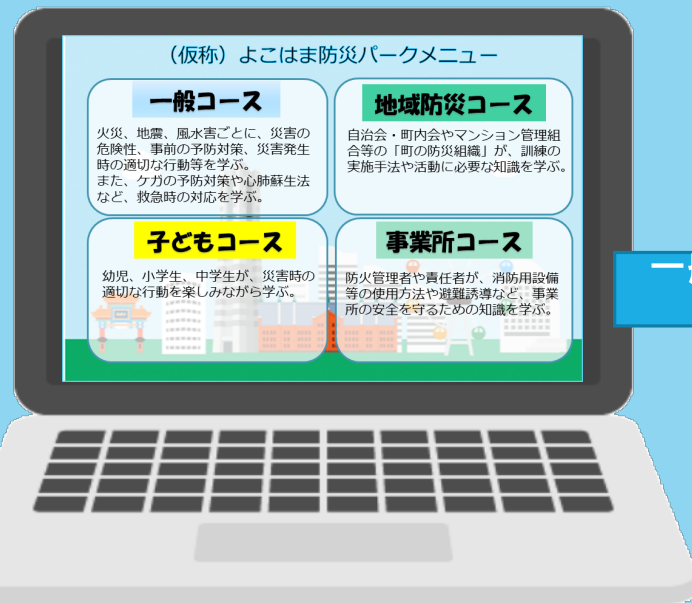 （仮称）よこはま防災パークメニュー
一般コース
火災、地震、風水害ごとに、災害の
危険性、事前の予防対策、災害発生
時の適切な行動等を学ぶ。
また、ケガの予防対策や心肺蘇生法
など、救急時の対応を学ぶ。
地域防災コース
自治会・町内会やマンション管理組
合等の「町の防災組織」が、訓練の
実施手法や活動に必要な知識を学ぶ。
子どもコース
幼児、小学生、中学生が、災害時の
適切な行動を楽しみながら学ぶ。
事業所コース
防火管理者や責任者が、消防用設備
等の使用方法や避難誘導など、事業
所の安全を守るための知識を学ぶ。
一